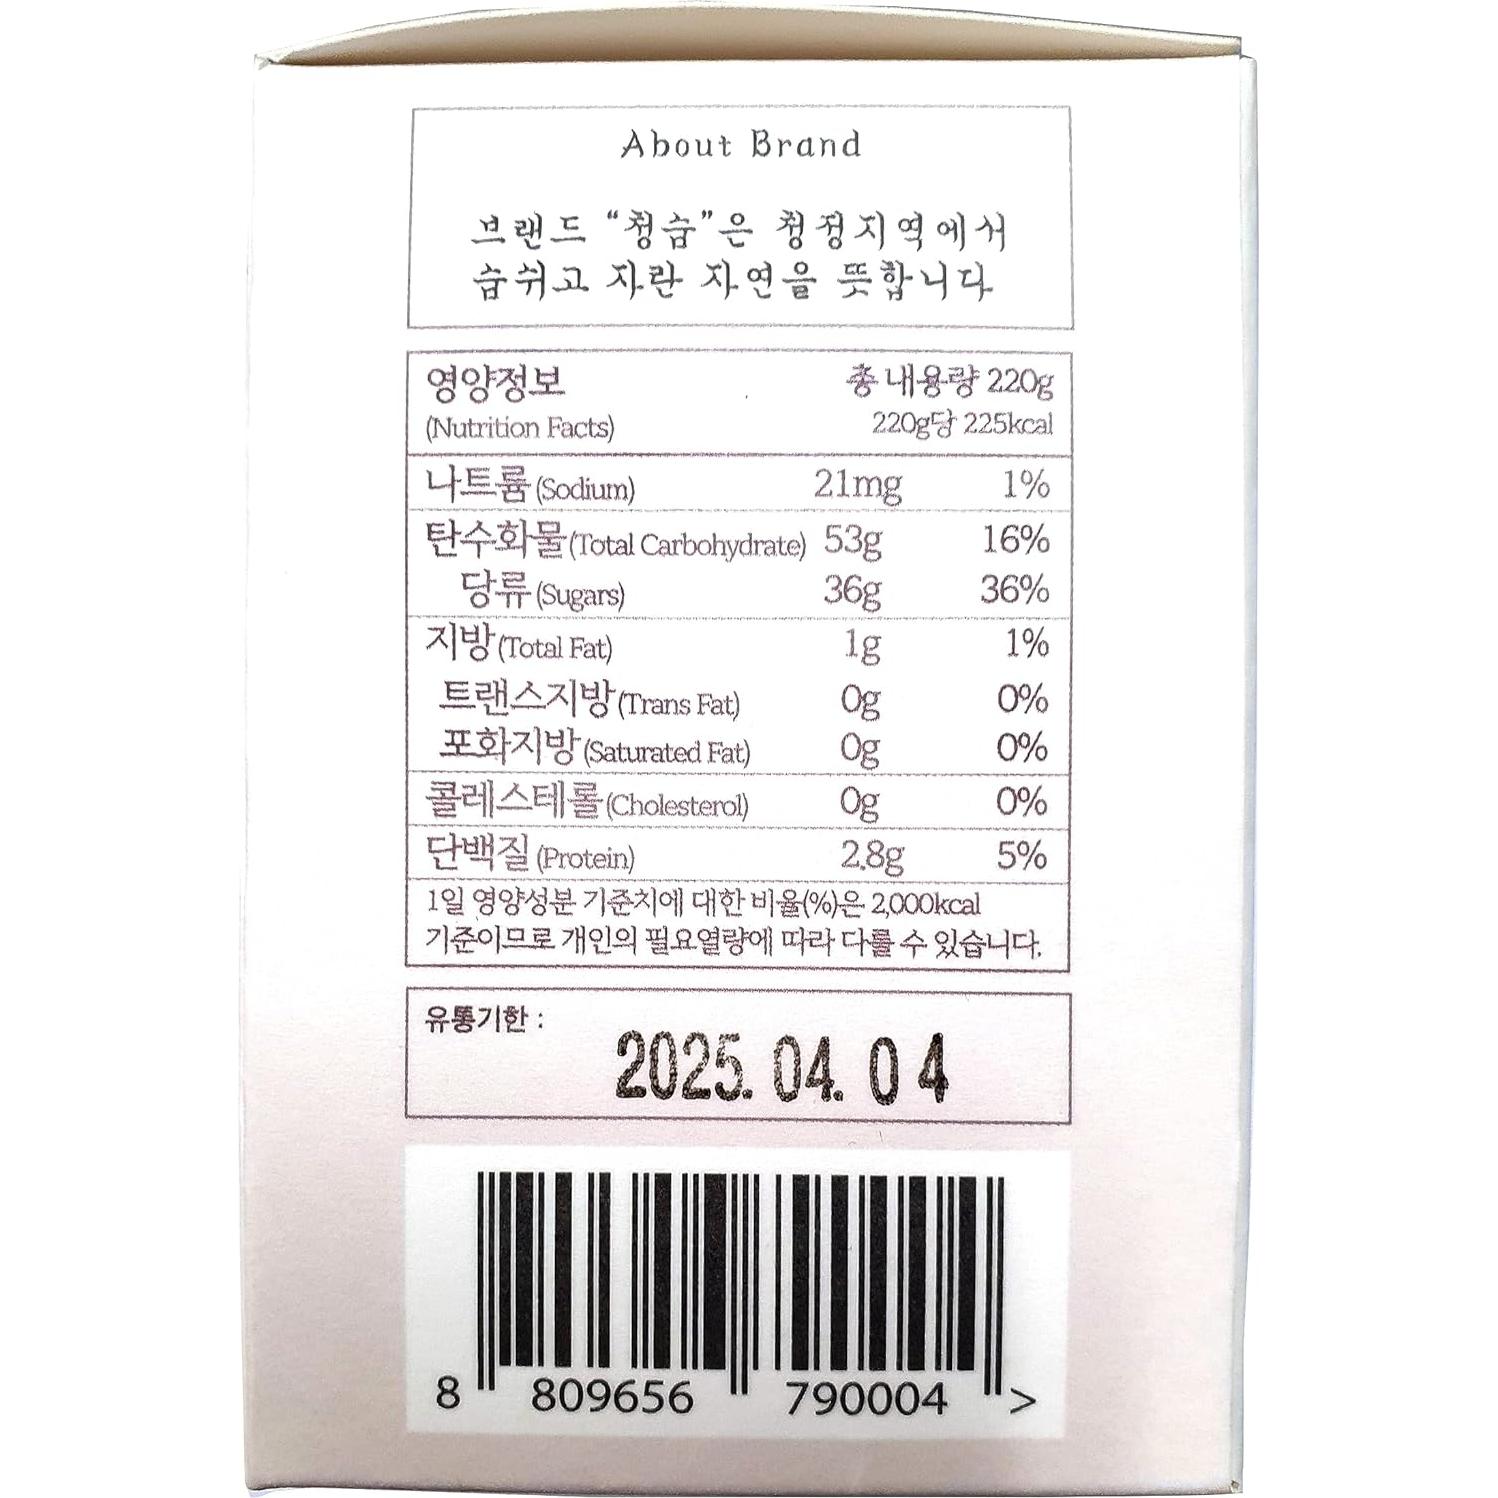 About Brand
브랜드 “청숨”은 청정지역에서
숨쉬고 자란 자연을 뜻합니다
영양정보 총 내용량 220g
(Nutrition Facts) 220g당 225kcal
나트륨(Sodium) 21mg 1%
탄수화물(Total Carbohydrate) 53g 16%
당류(Sugars) 36g 36%
지방(Total Fat) 1g 1%
트랜스지방(Trans Fat) 0g 0%
포화지방(Saturated Fat) 0g 0%
콜레스테롤(Cholesterol) 0g 0%
단백질(Protein) 2.8g 5%
1일 영양성분 기준치에 대한 비율(%)은 2,000kcal
기준이므로 개인의 필요열량에 따라 다를 수 있습니다.
유통기한 :
2025. 04. 04
8 809656 790004 >